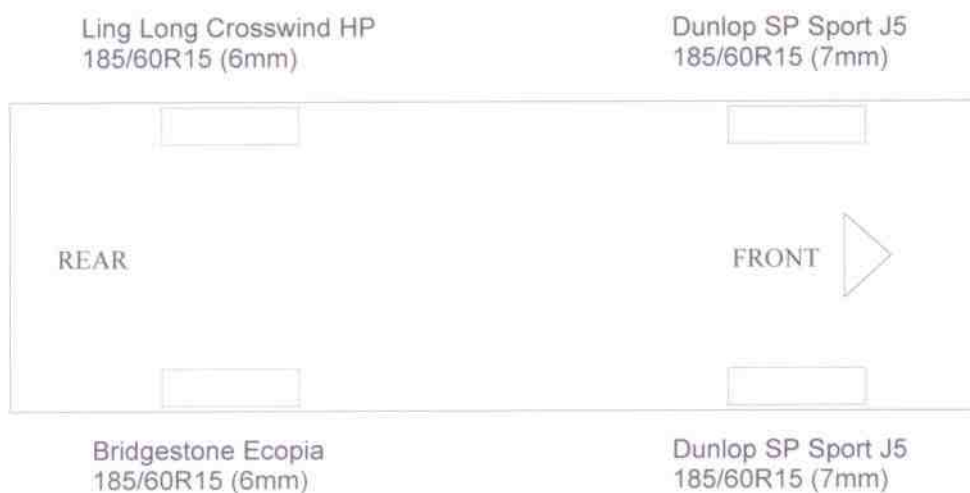 Ling Long Crosswind HP
185/60R15 (6mm)
Dunlop SP Sport J5
185/60R15 (7mm)
REAR
FRONT
Bridgestone Ecopia
185/60R15 (6mm)
Dunlop SP Sport J5
185/60R15 (7mm)